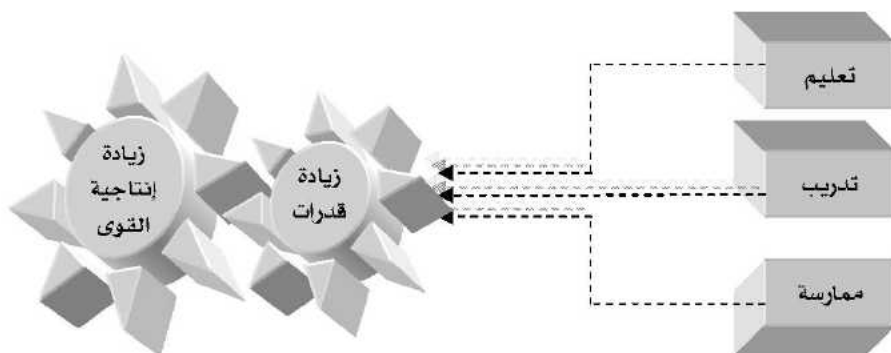 تعليم
تدريب
ممارسة
زيادة
قدرات
زيادة
إنتاجية
القوى